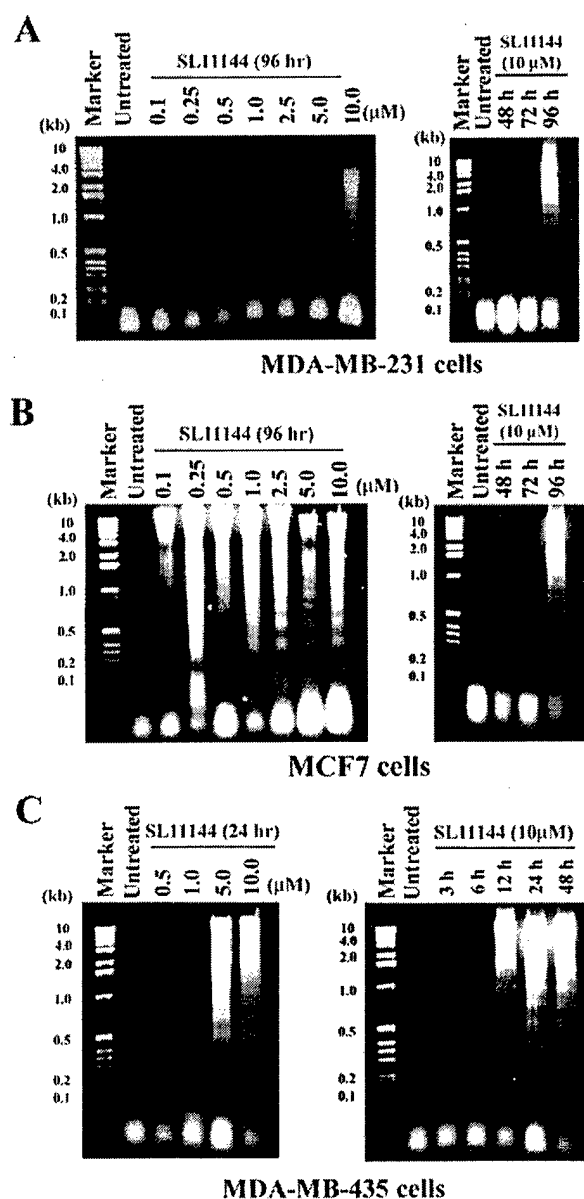 A
SL11144 (96 hr)
SL11144
(10 µM)
Marker Untreated 0.1 0.25 0.5 1.0 2.5 5.0 10.0 (µM)
Marker Untreated 48 h 72 h 96 h
(kb)
10
4.0
2.0
1.0
0.5
0.2
0.1
(kb)
10
4.0
2.0
1.0
0.5
0.2
0.1
MDA-MB-231 cells
B
SL11144 (96 hr)
SL11144
(10 µM)
Marker Untreated 0.1 0.25 0.5 1.0 2.5 5.0 10.0 (µM)
Marker Untreated 48 h 72 h 96 h
(kb)
10
4.0
2.0
1.0
0.5
0.2
0.1
(kb)
10
4.0
2.0
1.0
0.5
0.2
0.1
MCF7 cells
C
SL11144 (24 hr)
SL11144 (10µM)
Marker Untreated 0.5 1.0 5.0 10.0 (µM)
Marker Untreated 3 h 6 h 12 h 24 h 48 h
(kb)
10
4.0
2.0
1.0
0.5
0.2
0.1
(kb)
10
4.0
2.0
1.0
0.5
0.2
0.1
MDA-MB-435 cells